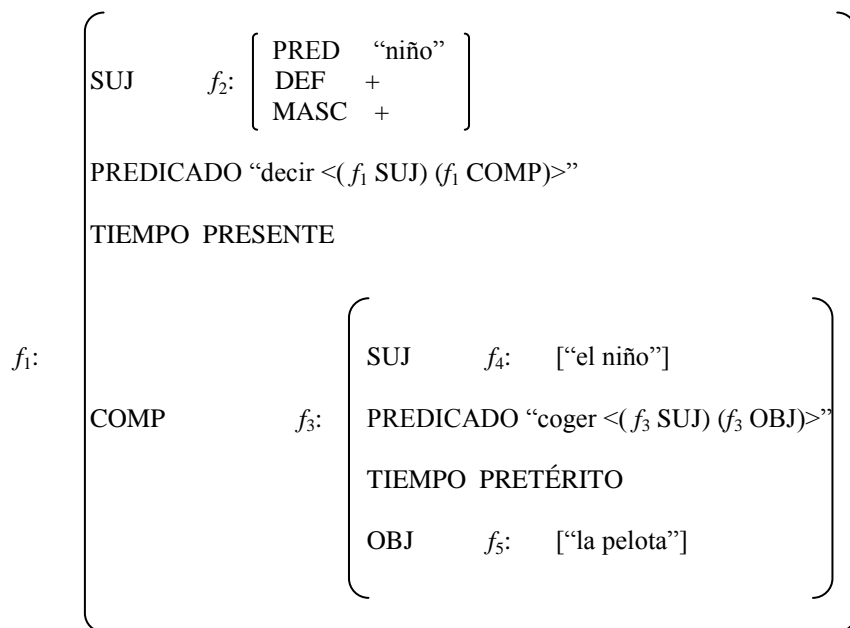 PRED “niño”
SUJ f₂: DEF +
MASC +
PREDICADO “decir <( f₁ SUJ) (f₁ COMP)>”
TIEMPO PRESENTE
SUJ f₄: [“el niño”]
f₁:
COMP f₃: PREDICADO “coger <( f₃ SUJ) (f₃ OBJ)>”
TIEMPO PRETÉRITO
OBJ f₅: [“la pelota”]